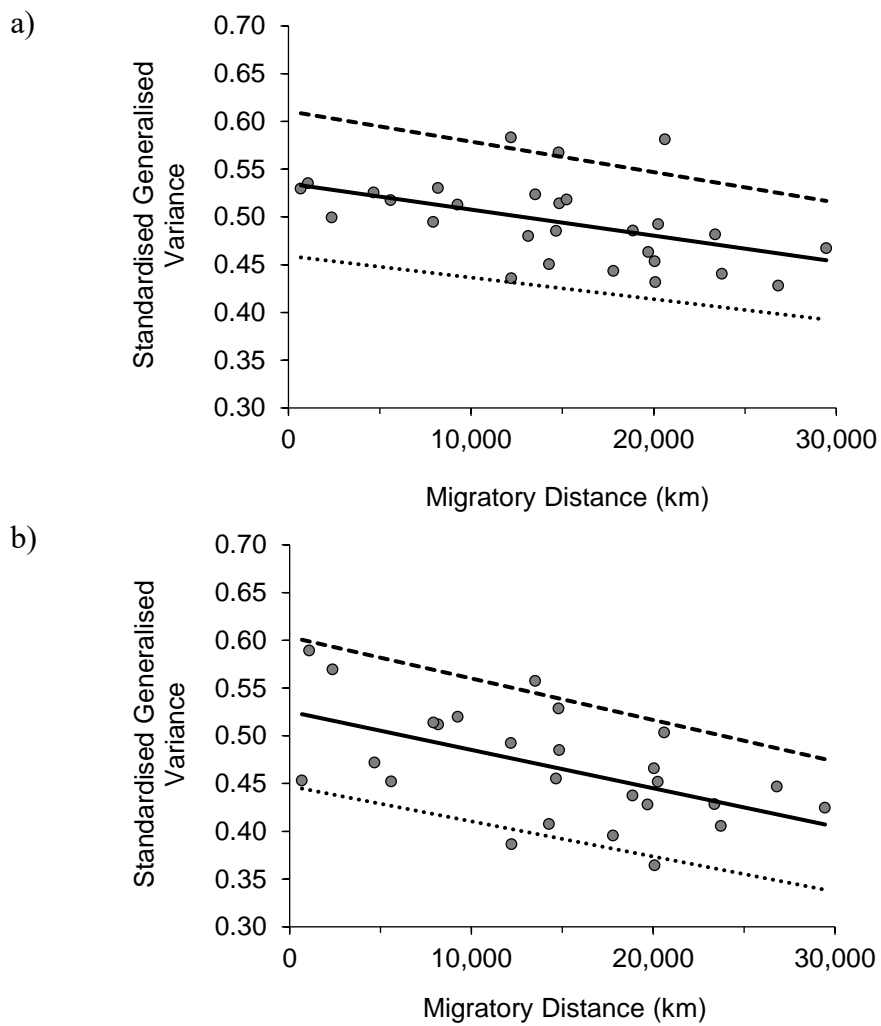 a)
0.70
0.65
0.60
0.55
0.50
0.45
0.40
0.35
0.30
Standardised Generalised
Variance
0 10,000 20,000 30,000
Migratory Distance (km)
b)
0.70
0.65
0.60
0.55
0.50
0.45
0.40
0.35
0.30
Standardised Generalised
Variance
0 10,000 20,000 30,000
Migratory Distance (km)